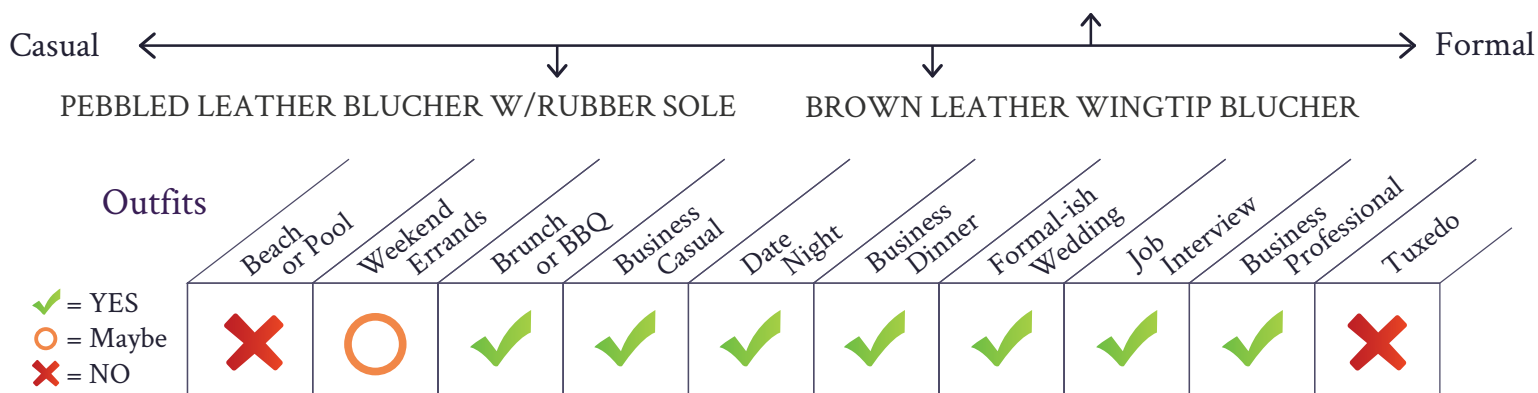 Casual
Formal
PEBBLED LEATHER BLUCHER W/RUBBER SOLE
BROWN LEATHER WINGTIP BLUCHER
Outfits
Beach
or Pool
Weekend
Errands
Brunch
or BBQ
Business
Casual
Date
Night
Business
Dinner
Formal-ish
Wedding
Job
Interview
Business
Professional
Tuxedo
= YES
= Maybe
= NO